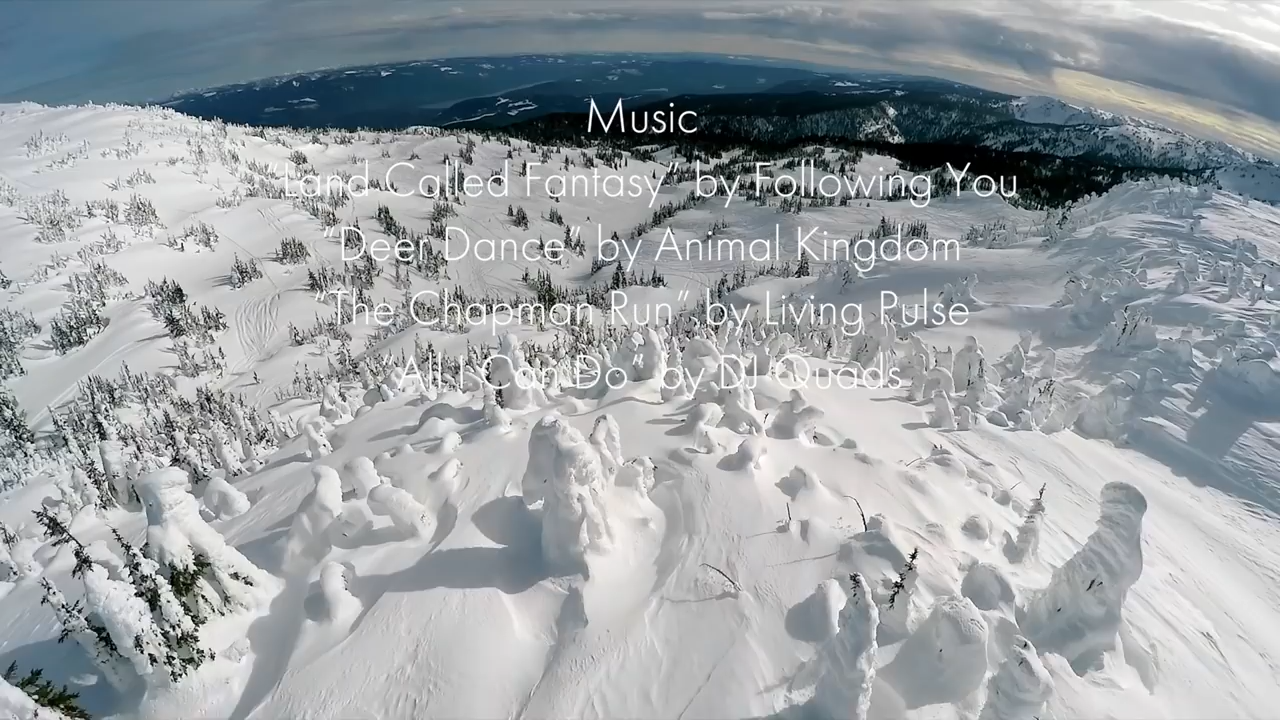 Music
“Land Called Fantasy” by Following You
“Deer Dance” by Animal Kingdom
“The Chapman Run” by Living Pulse
“All I Can Do” by DJ Quads